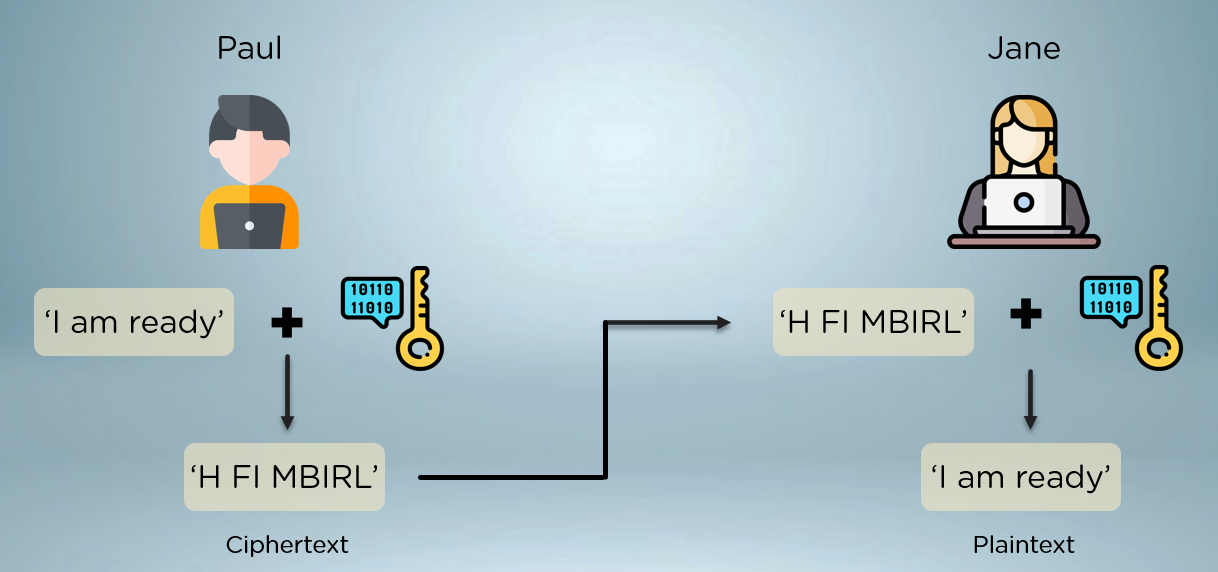 Paul
Jane
‘I am ready’
10110
11010
‘H FI MBIRL’
10110
11010
‘H FI MBIRL’
‘I am ready’
Ciphertext
Plaintext